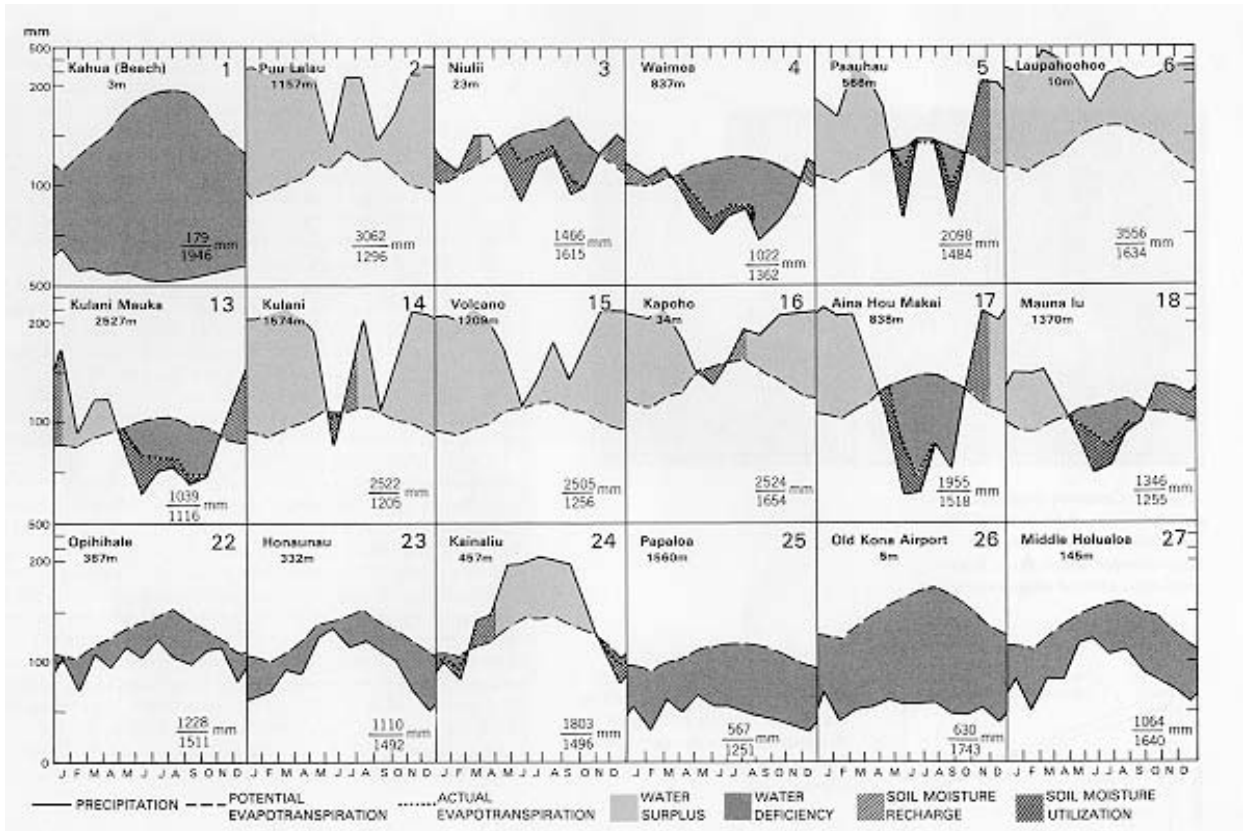 mm
500
200
100
Kahua (Beach) 1
3m
179
1946 mm
Puu Lalau 2
1157m
3062
1296 mm
Niulii 3
23m
1466
1615 mm
Waimea 4
837m
1022
1362 mm
Paauhau 5
566m
2098
1484 mm
Laupahoehoe 6
10m
3556
1634 mm
500
200
100
Kulani Mauka 13
2527m
1039
1116 mm
Kulani 14
1574m
2522
1205 mm
Volcano 15
1209m
2505
1256 mm
Kapoho 16
34m
2524
1654 mm
Aina Hou Makai 17
838m
1955
1518 mm
Mauna Iu 18
1370m
1346
1255 mm
500
200
100
0
Opihihale 22
387m
1228
1511 mm
Honaunau 23
332m
1110
1492 mm
Kainaliu 24
457m
1803
1496 mm
Papaloa 25
1560m
567
1251 mm
Old Kona Airport 26
5m
630
1743 mm
Middle Holualoa 27
145m
1064
1640 mm
J F M A M J J A S O N D J F M A M J J A S O N D J F M A M J J A S O N D J F M A M J J A S O N D J F M A M J J A S O N D J F M A M J J A S O N D
PRECIPITATION
POTENTIAL
EVAPOTRANSPIRATION
ACTUAL
EVAPOTRANSPIRATION
WATER
SURPLUS
WATER
DEFICIENCY
SOIL MOISTURE
RECHARGE
SOIL MOISTURE
UTILIZATION